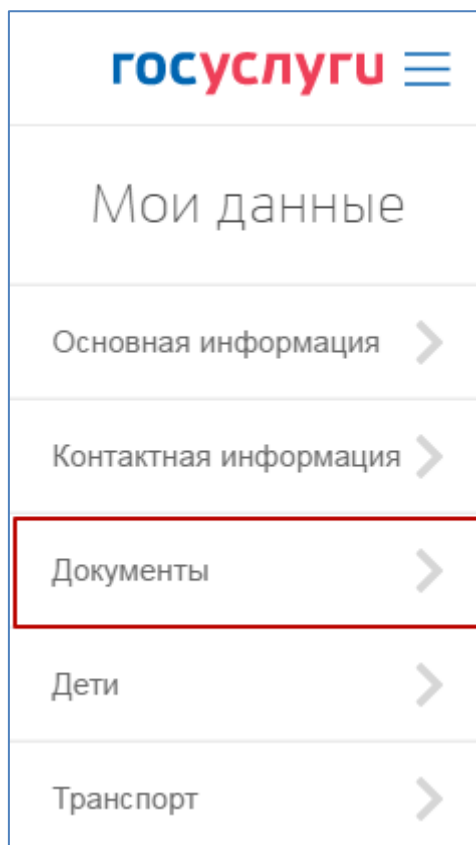 госуслуги
Мои данные
Основная информация
Контактная информация
Документы
Дети
Транспорт